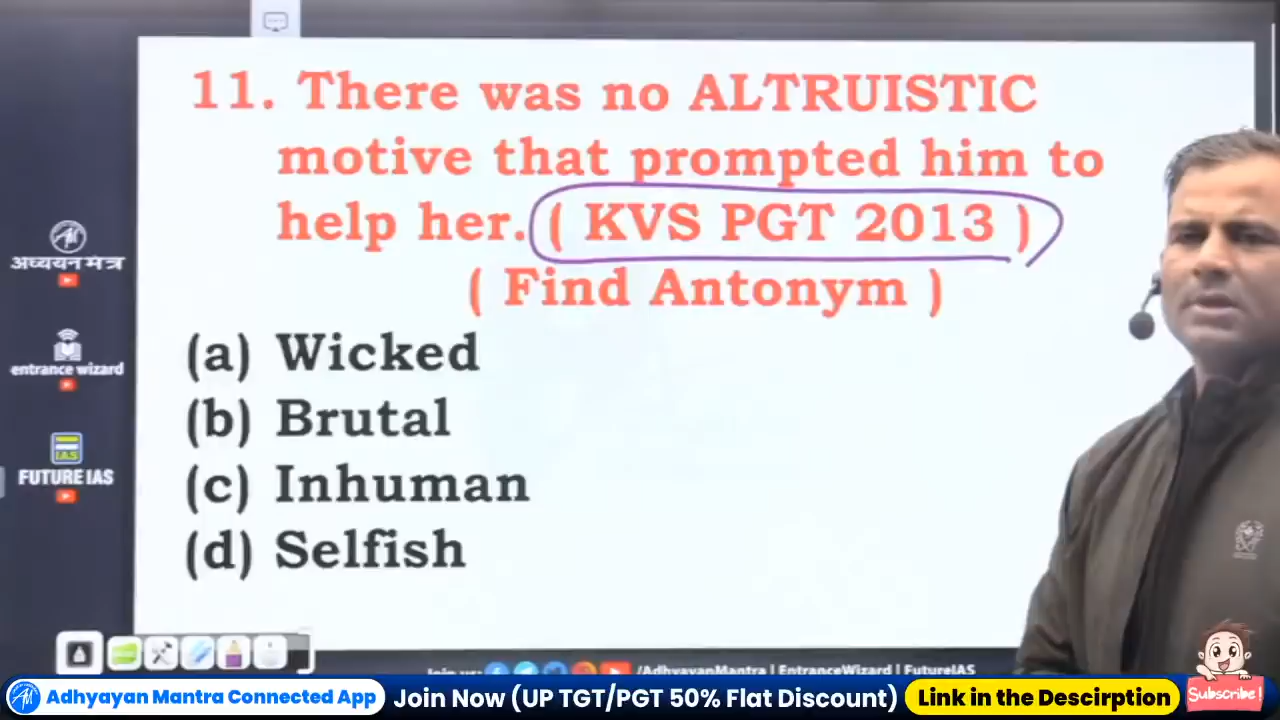 11. There was no ALTRUISTIC
motive that prompted him to
help her. ( KVS PGT 2013 )
( Find Antonym )
(a) Wicked
(b) Brutal
(c) Inhuman
(d) Selfish
अध्ययन मंत्र
entrance wizard
IAS
FUTURE IAS
/AdhyayanMantra | EntranceWizard | FutureIAS
Adhyayan Mantra Connected App
Join Now (UP TGT/PGT 50% Flat Discount)
Link in the Descirption
Subscribe!